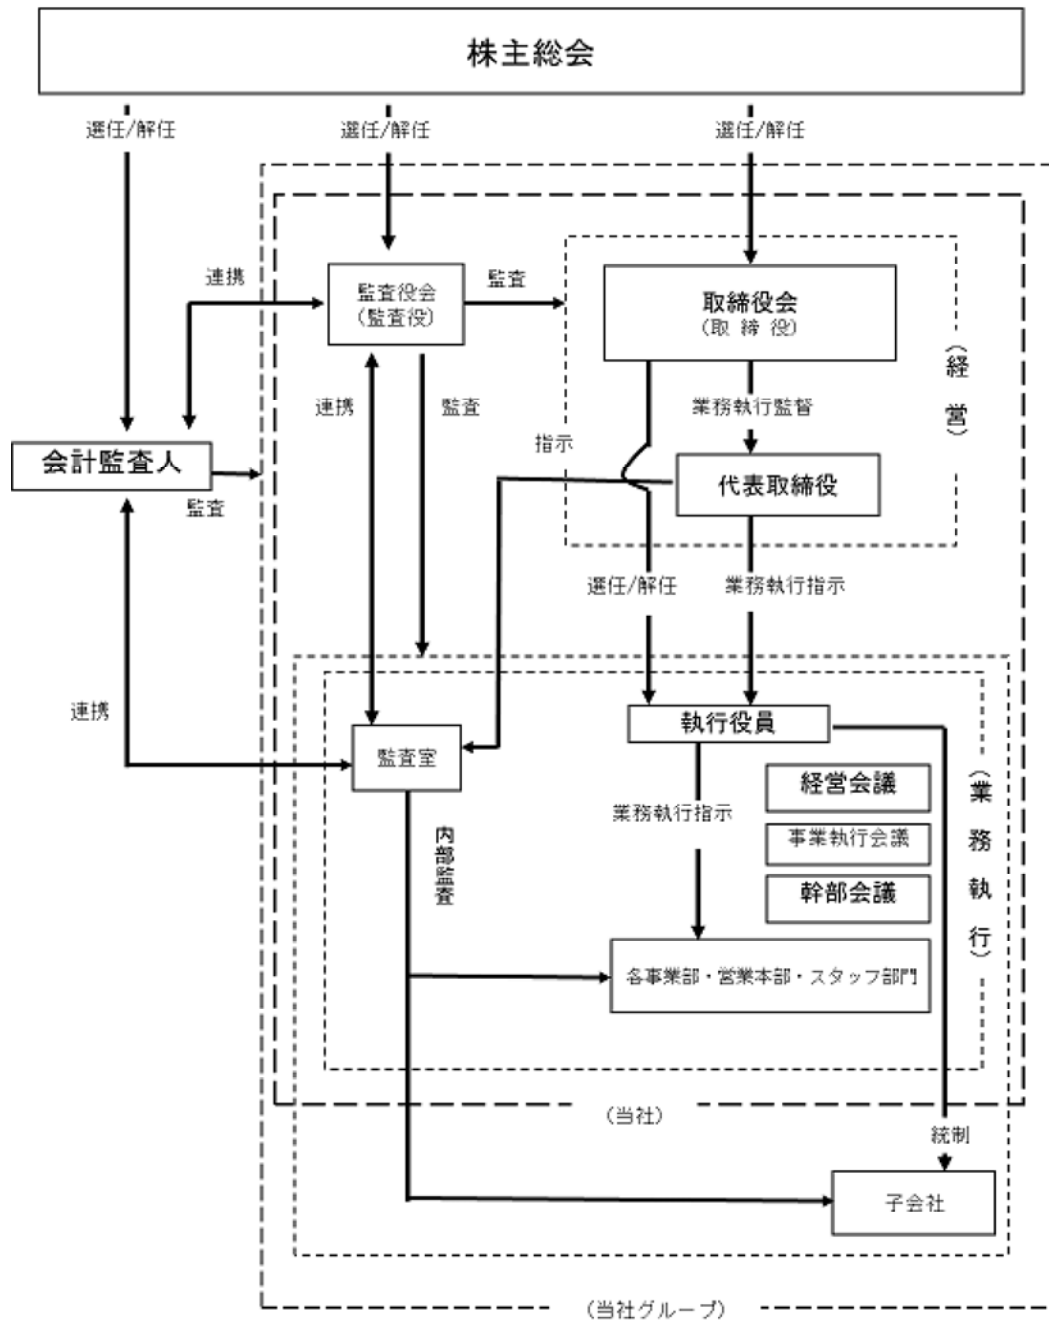 株主総会
選任/解任
選任/解任
選任/解任
連携
監査役会
(監査役)
監査
取締役会
(取 締 役)
(経営)
連携
監査
業務執行監督
指示
会計監査人
監査
代表取締役
選任/解任
業務執行指示
連携
監査室
執行役員
(業務執行)
経営会議
業務執行指示
事業執行会議
内部監査
幹部会議
各事業部・営業本部・スタッフ部門
(当社)
統制
子会社
(当社グループ)